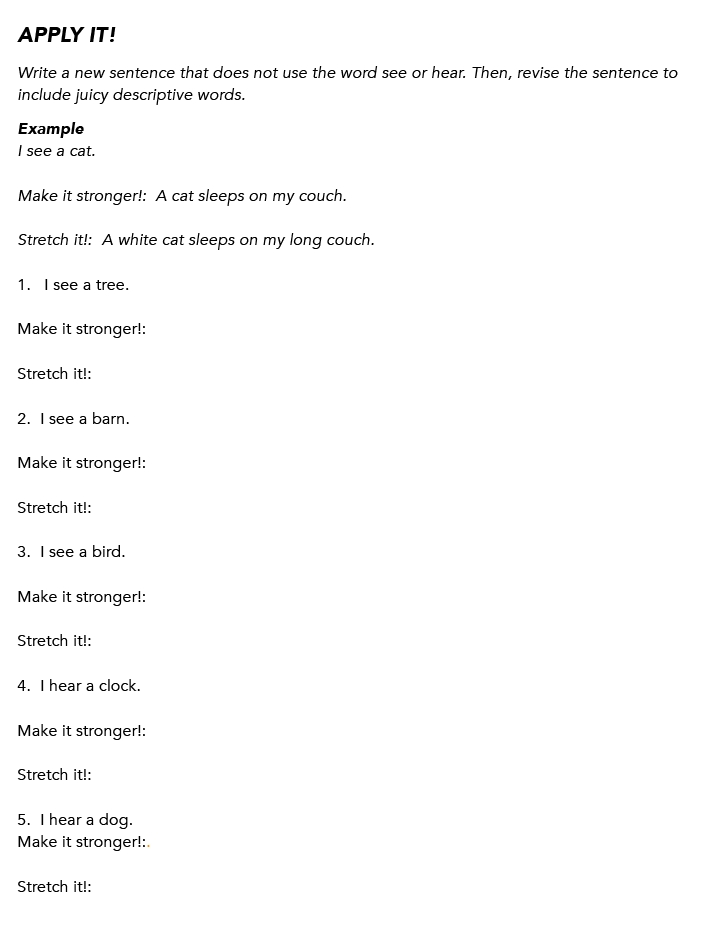 APPLY IT!
Write a new sentence that does not use the word see or hear. Then, revise the sentence to
include juicy descriptive words.
Example
I see a cat.
Make it stronger!:  A cat sleeps on my couch.
Stretch it!:  A white cat sleeps on my long couch.
1.   I see a tree.
Make it stronger!:
Stretch it!:
2.  I see a barn.
Make it stronger!:
Stretch it!:
3.  I see a bird.
Make it stronger!:
Stretch it!:
4.  I hear a clock.
Make it stronger!:
Stretch it!:
5.  I hear a dog.
Make it stronger!:.
Stretch it!: